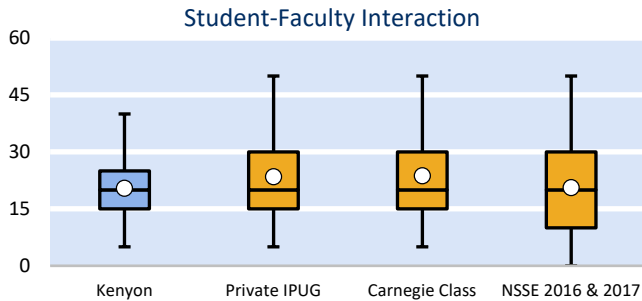 Student-Faculty Interaction
60
45
30
15
0
Kenyon Private IPUG Carnegie Class NSSE 2016 & 2017